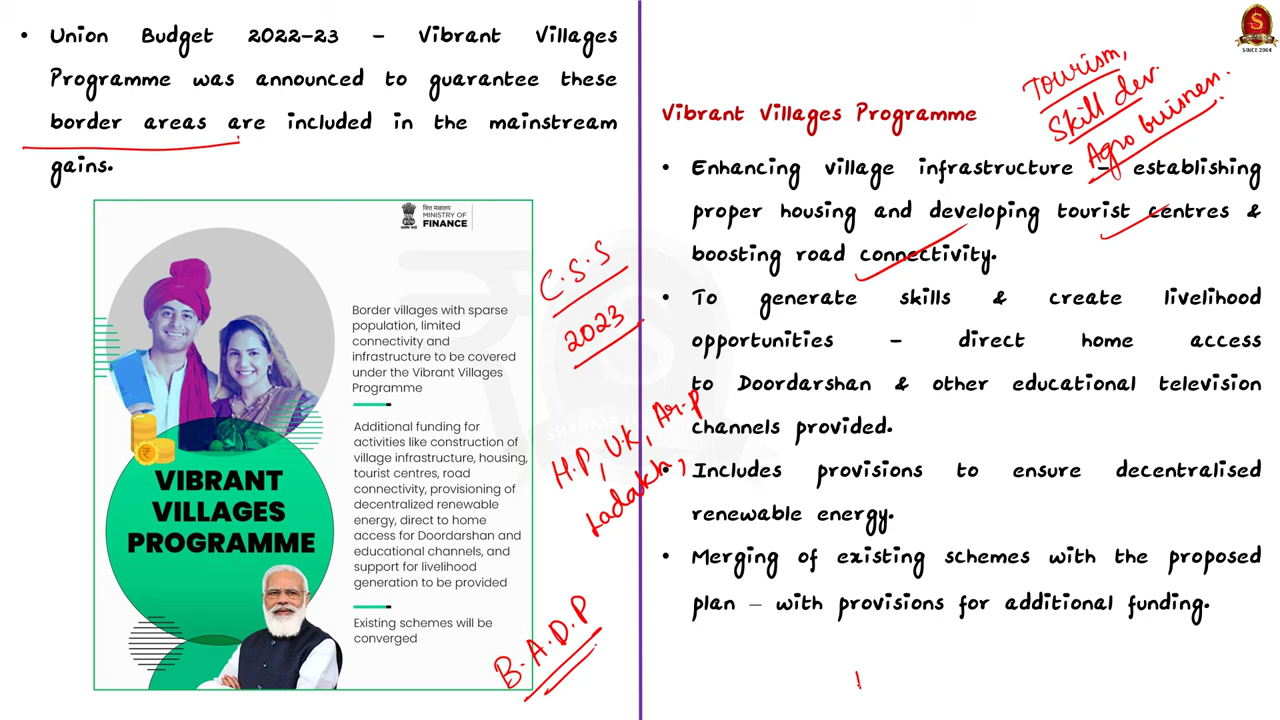 • Union Budget 2022-23 - Vibrant Villages
Programme was announced to guarantee these
border areas are included in the mainstream
gains.
वित्त मंत्रालय
MINISTRY OF
FINANCE
Border villages with sparse
population, limited
connectivity and
infrastructure to be covered
under the Vibrant Villages
Programme
Additional funding for
activities like construction of
village infrastructure, housing,
tourist centres, road
connectivity, provisioning of
decentralized renewable
energy, direct to home
access for Doordarshan and
educational channels, and
support for livelihood
generation to be provided
Existing schemes will be
converged
VIBRANT
VILLAGES
PROGRAMME
C.S.S
2023
H.P, U.K, Ar.P
Ladakh,
B.A.D.P
SINCE 2004
Tourism,
Skill dev.
Agro buisness.
Vibrant Villages Programme
• Enhancing village infrastructure - establishing
proper housing and developing tourist centres &
boosting road connectivity.
• To generate skills & create livelihood
opportunities - direct home access
to Doordarshan & other educational television
channels provided.
• Includes provisions to ensure decentralised
renewable energy.
• Merging of existing schemes with the proposed
plan – with provisions for additional funding.